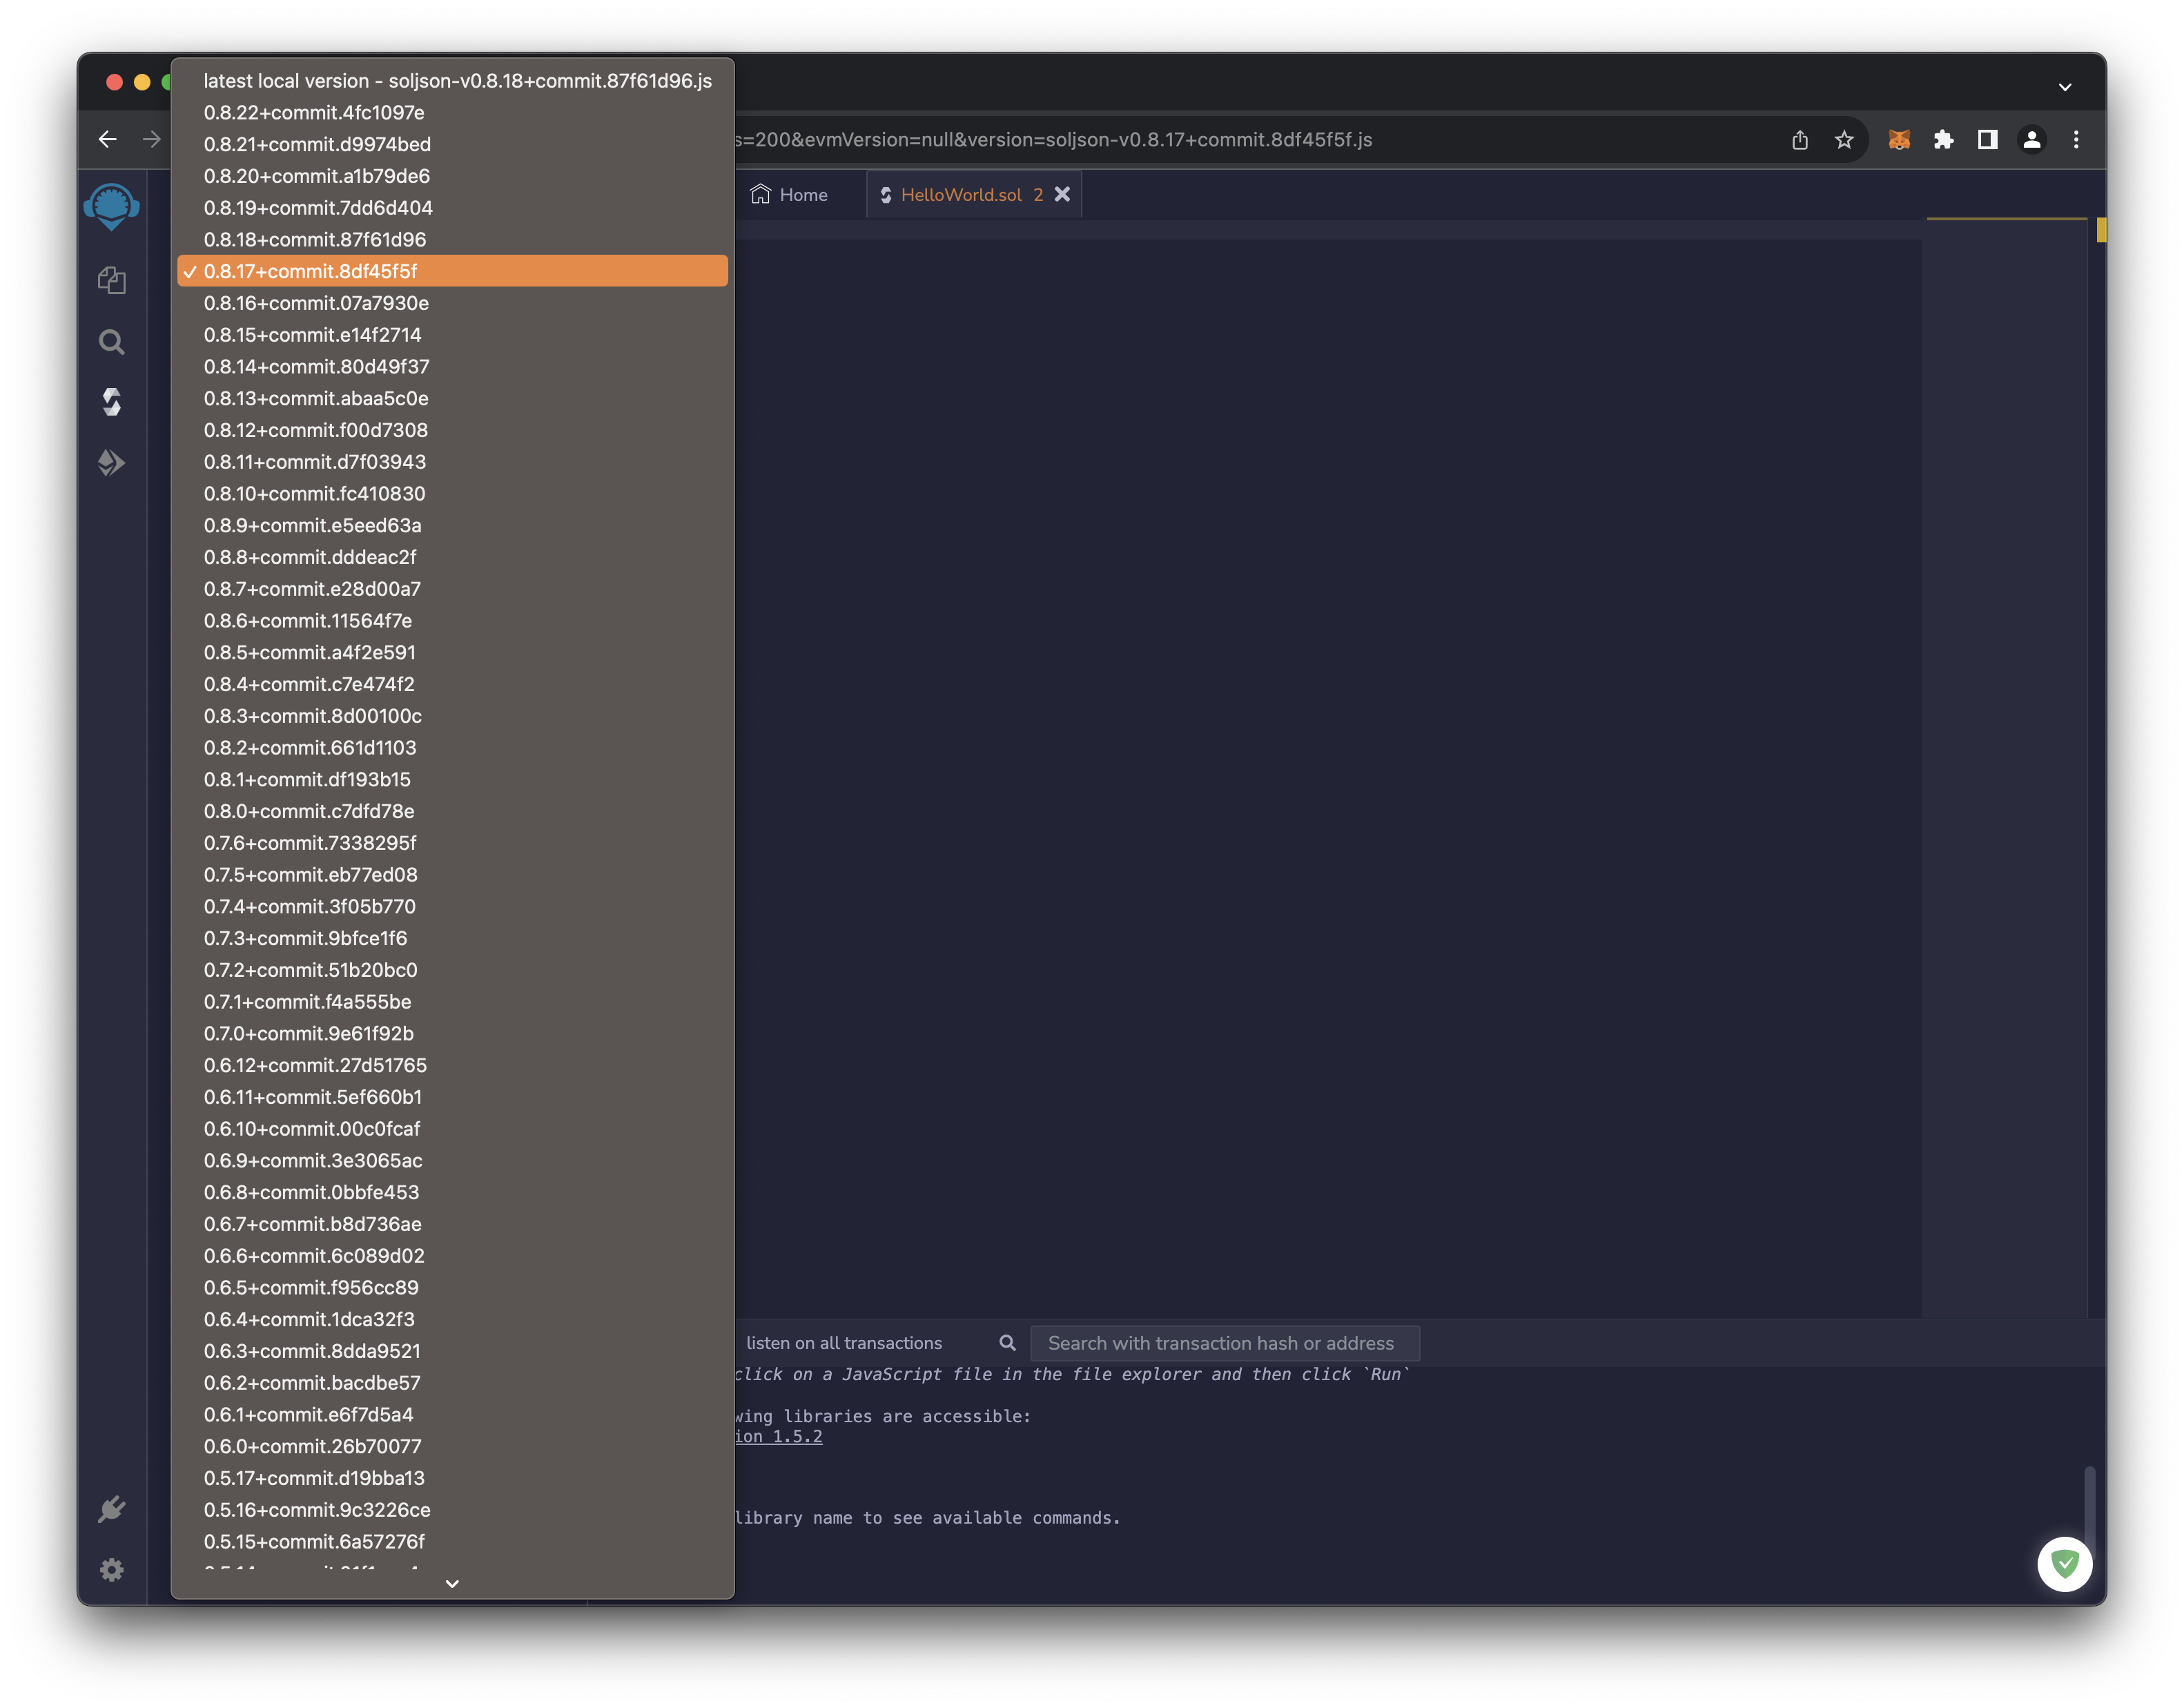 latest local version - soljson-v0.8.18+commit.87f61d96.js
0.8.22+commit.4fc1097e
0.8.21+commit.d9974bed
0.8.20+commit.a1b79de6
0.8.19+commit.7dd6d404
0.8.18+commit.87f61d96
✓ 0.8.17+commit.8df45f5f
0.8.16+commit.07a7930e
0.8.15+commit.e14f2714
0.8.14+commit.80d49f37
0.8.13+commit.abaa5c0e
0.8.12+commit.f00d7308
0.8.11+commit.d7f03943
0.8.10+commit.fc410830
0.8.9+commit.e5eed63a
0.8.8+commit.dddeac2f
0.8.7+commit.e28d00a7
0.8.6+commit.11564f7e
0.8.5+commit.a4f2e591
0.8.4+commit.c7e474f2
0.8.3+commit.8d00100c
0.8.2+commit.661d1103
0.8.1+commit.df193b15
0.8.0+commit.c7dfd78e
0.7.6+commit.7338295f
0.7.5+commit.eb77ed08
0.7.4+commit.3f05b770
0.7.3+commit.9bfce1f6
0.7.2+commit.51b20bc0
0.7.1+commit.f4a555be
0.7.0+commit.9e61f92b
0.6.12+commit.27d51765
0.6.11+commit.5ef660b1
0.6.10+commit.00c0fcaf
0.6.9+commit.3e3065ac
0.6.8+commit.0bbfe453
0.6.7+commit.b8d736ae
0.6.6+commit.6c089d02
0.6.5+commit.f956cc89
0.6.4+commit.1dca32f3
0.6.3+commit.8dda9521
0.6.2+commit.bacdbe57
0.6.1+commit.e6f7d5a4
0.6.0+commit.26b70077
0.5.17+commit.d19bba13
0.5.16+commit.9c3226ce
0.5.15+commit.6a57276f
s=200&evmVersion=null&version=soljson-v0.8.17+commit.8df45f5f.js
Home
HelloWorld.sol 2
listen on all transactions
Search with transaction hash or address
click on a JavaScript file in the file explorer and then click `Run`
wing libraries are accessible:
ion 1.5.2
library name to see available commands.